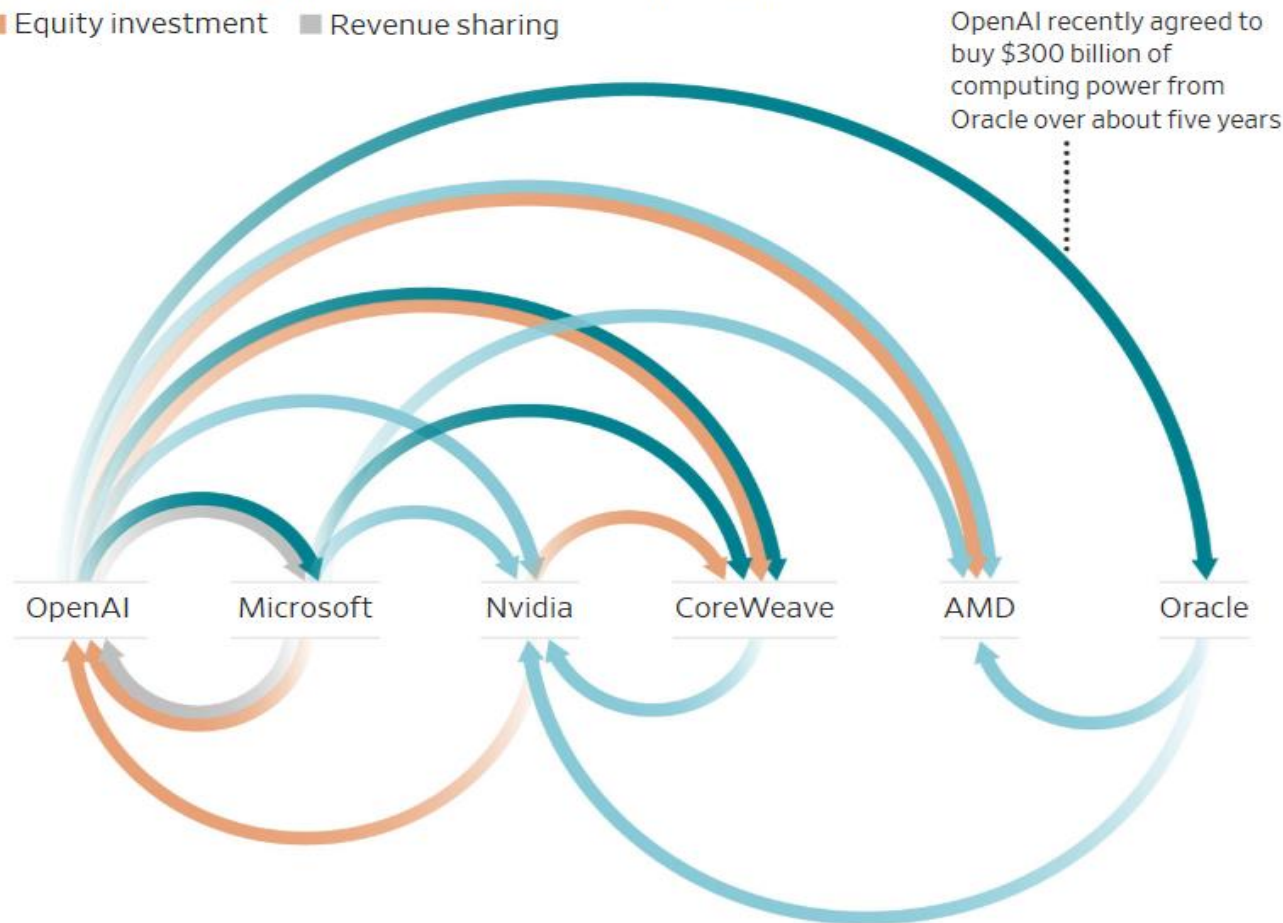 Equity investment
Revenue sharing
OpenAI recently agreed to
buy $300 billion of
computing power from
Oracle over about five years
OpenAI
Microsoft
Nvidia
CoreWeave
AMD
Oracle